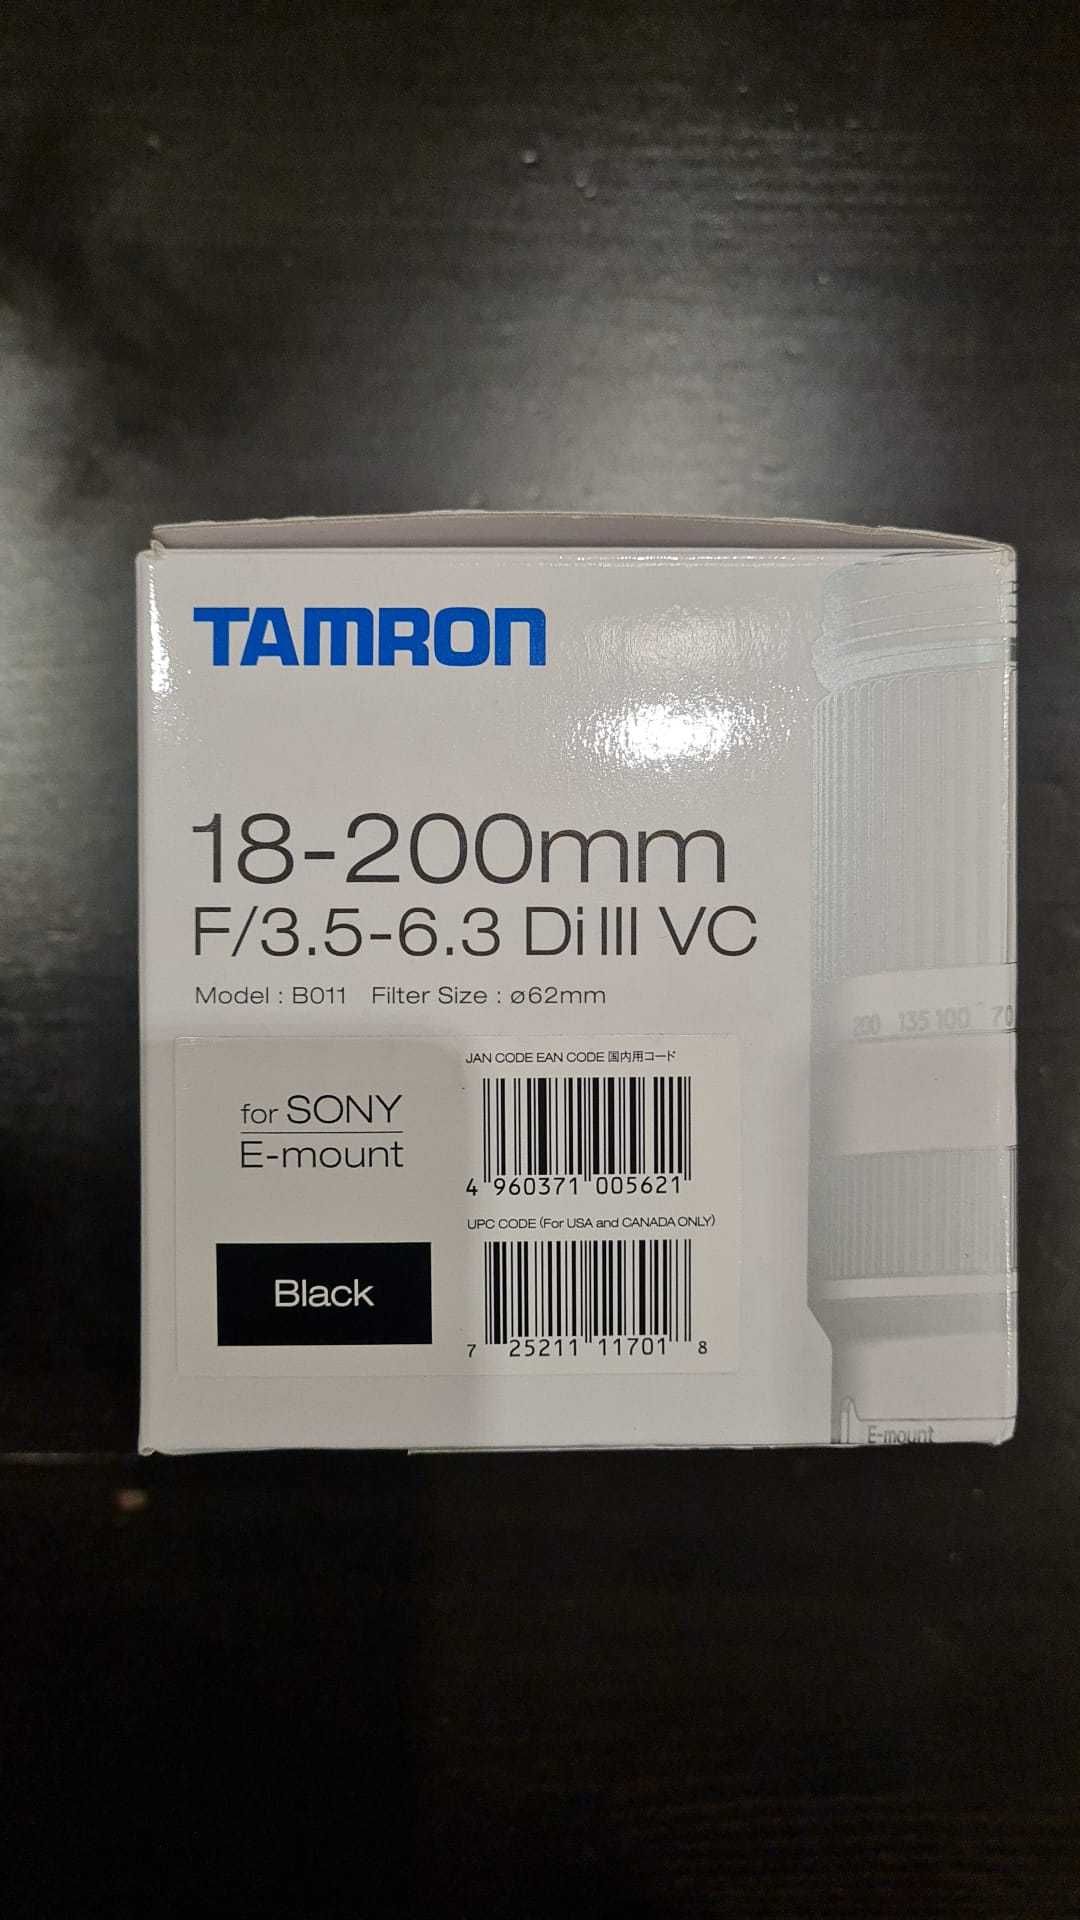 TAMRON
18-200mm
F/3.5-6.3 Di III VC
Model : B011 Filter Size : ø62mm
for SONY
E-mount
Black
JAN CODE EAN CODE 国内用コード
4 960371 005621
UPC CODE (For USA and CANADA ONLY)
7 25211 11701 8
200 135 100 70
E-mount